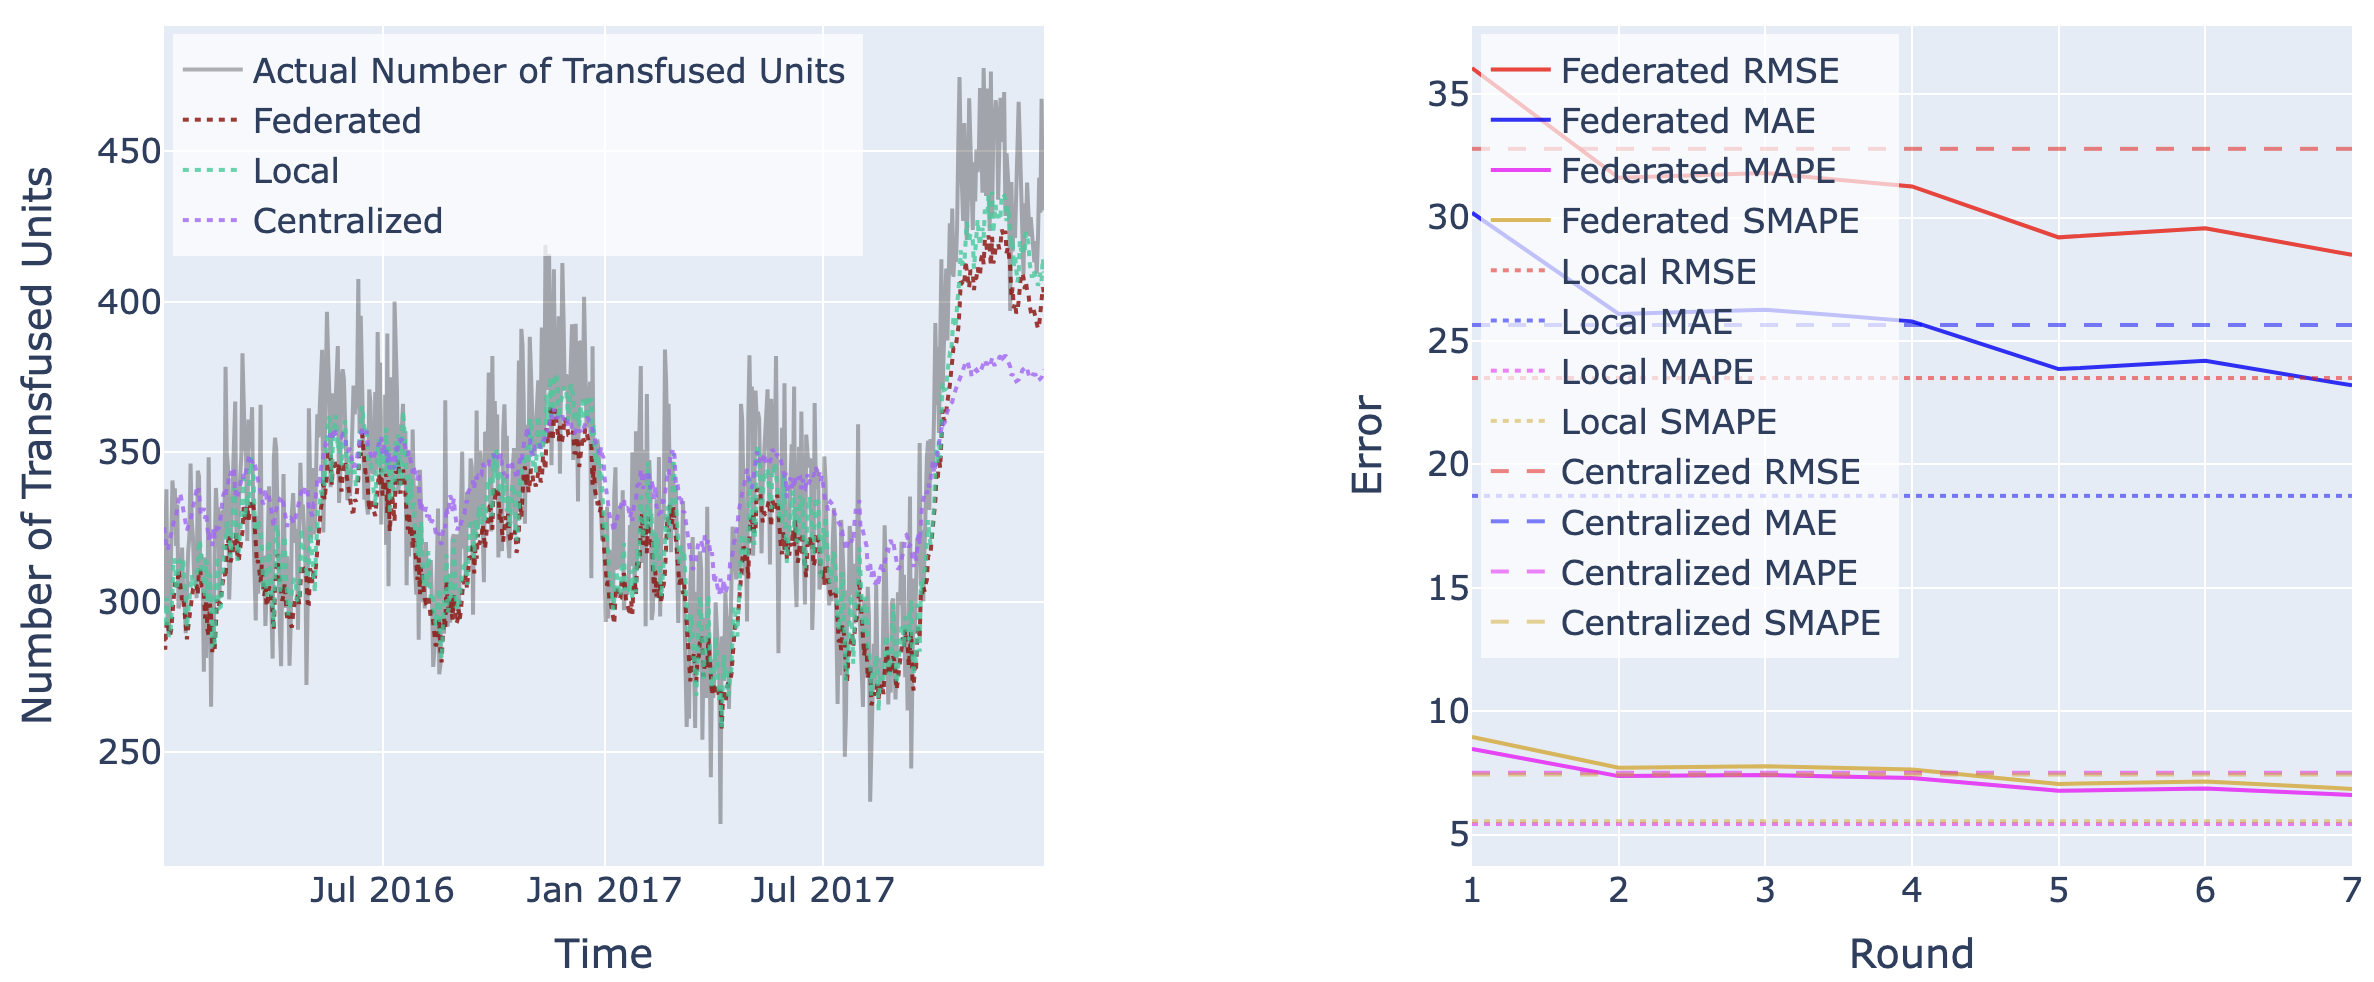 Number of Transfused Units
450
400
350
300
250
Actual Number of Transfused Units
Federated
Local
Centralized
Jul 2016
Jan 2017
Jul 2017
Time
Error
35
30
25
20
15
10
5
Federated RMSE
Federated MAE
Federated MAPE
Federated SMAPE
Local RMSE
Local MAE
Local MAPE
Local SMAPE
Centralized RMSE
Centralized MAE
Centralized MAPE
Centralized SMAPE
1
2
3
4
5
6
7
Round